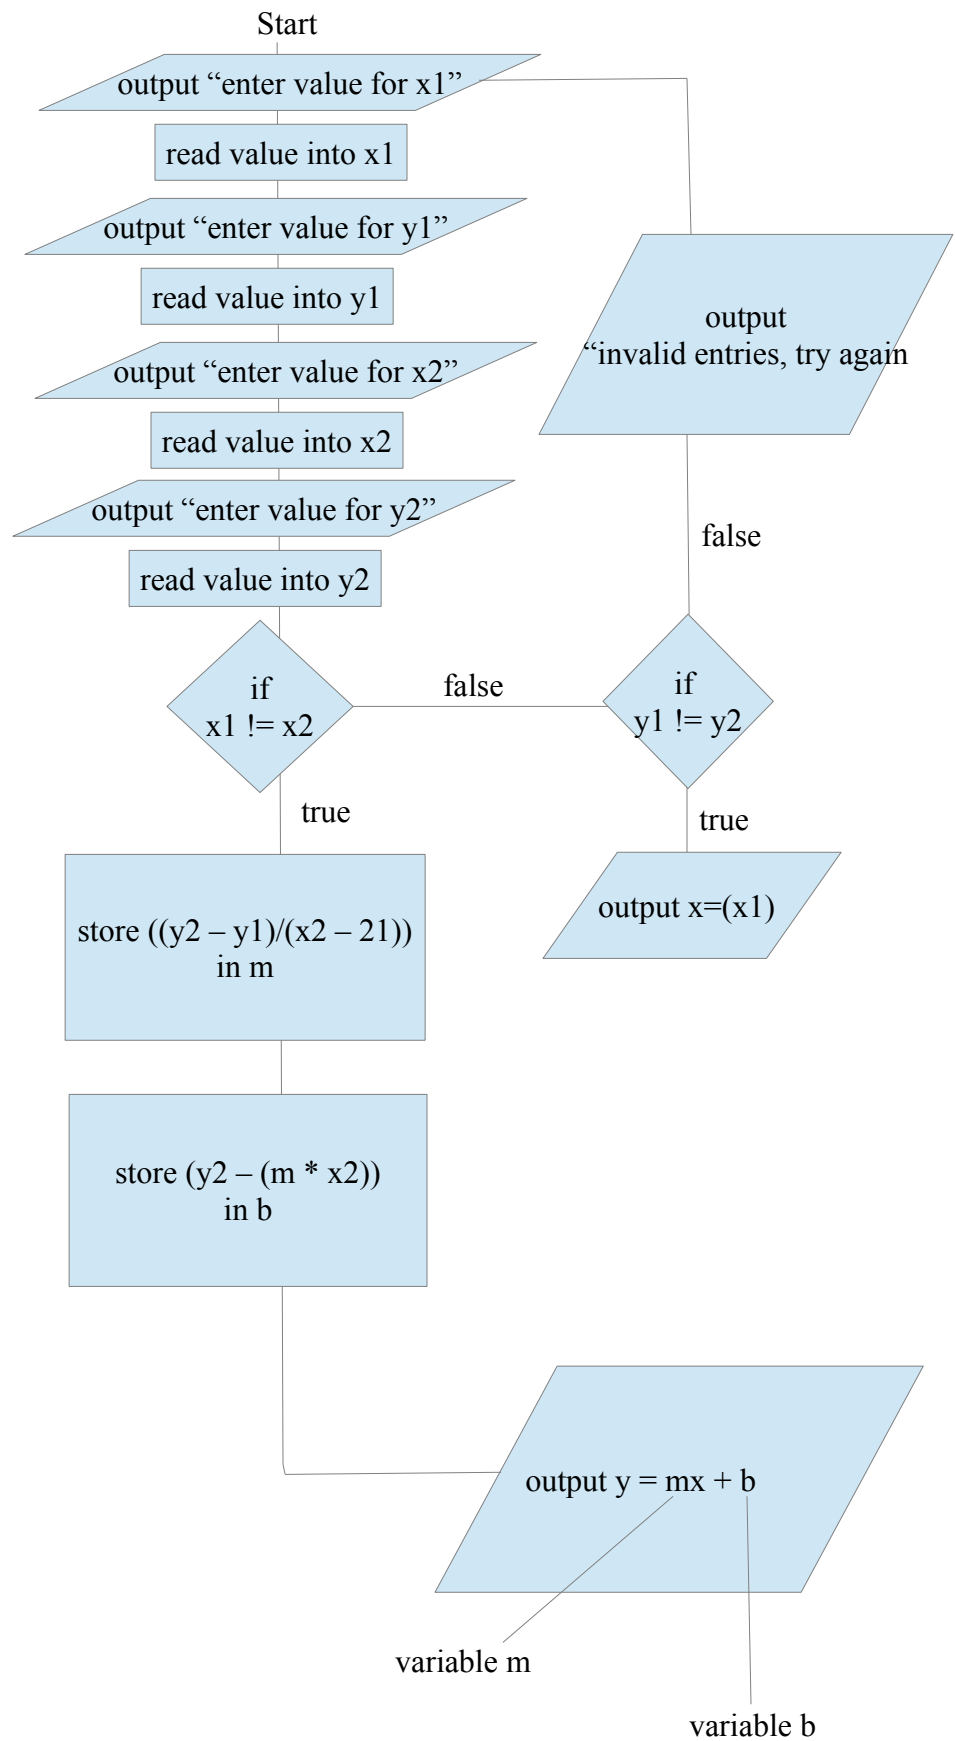 Start
output “enter value for x1”
read value into x1
output “enter value for y1”
read value into y1
output “enter value for x2”
read value into x2
output “enter value for y2”
read value into y2
if
x1 != x2
false
if
y1 != y2
false
output
“invalid entries, try again
true
output x=(x1)
true
store ((y2 – y1)/(x2 – 21))
in m
store (y2 – (m * x2))
in b
output y = mx + b
variable m
variable b